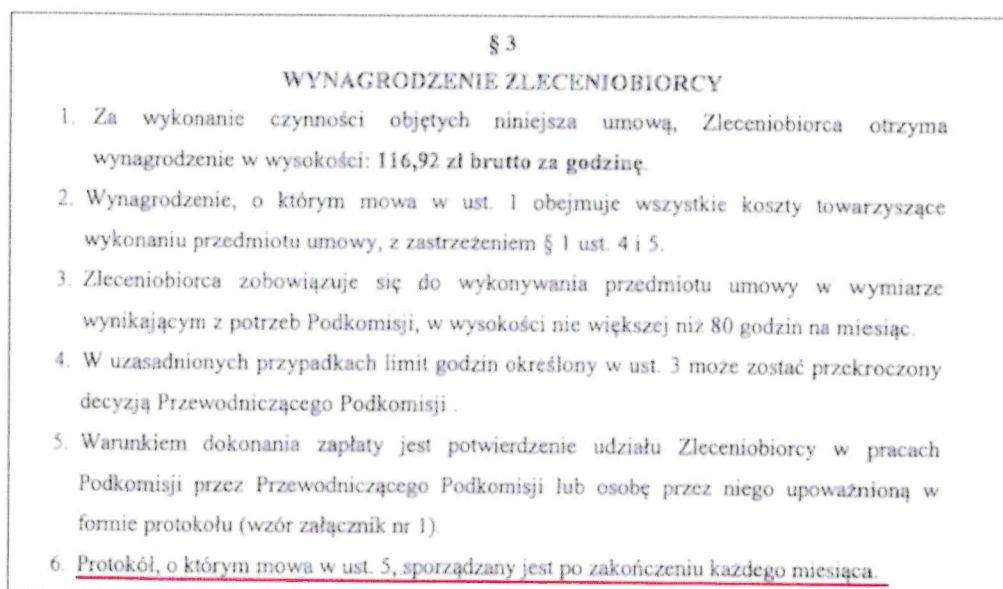 § 3
WYNAGRODZENIE ZLECENIOBIORCY
1. Za wykonanie czynności objętych niniejsza umową, Zleceniobiorca otrzyma
wynagrodzenie w wysokości: 116,92 zł brutto za godzinę.
2. Wynagrodzenie, o którym mowa w ust. 1 obejmuje wszystkie koszty towarzyszące
wykonaniu przedmiotu umowy, z zastrzeżeniem § 1 ust. 4 i 5.
3. Zleceniobiorca zobowiązuje się do wykonywania przedmiotu umowy w wymiarze
wynikającym z potrzeb Podkomisji, w wysokości nie większej niż 80 godzin na miesiąc.
4. W uzasadnionych przypadkach limit godzin określony w ust. 3 może zostać przekroczony
decyzją Przewodniczącego Podkomisji .
5. Warunkiem dokonania zapłaty jest potwierdzenie udziału Zleceniobiorcy w pracach
Podkomisji przez Przewodniczącego Podkomisji lub osobę przez niego upoważnioną w
formie protokołu (wzór załącznik nr 1).
6. Protokół, o którym mowa w ust. 5, sporządzany jest po zakończeniu każdego miesiąca.